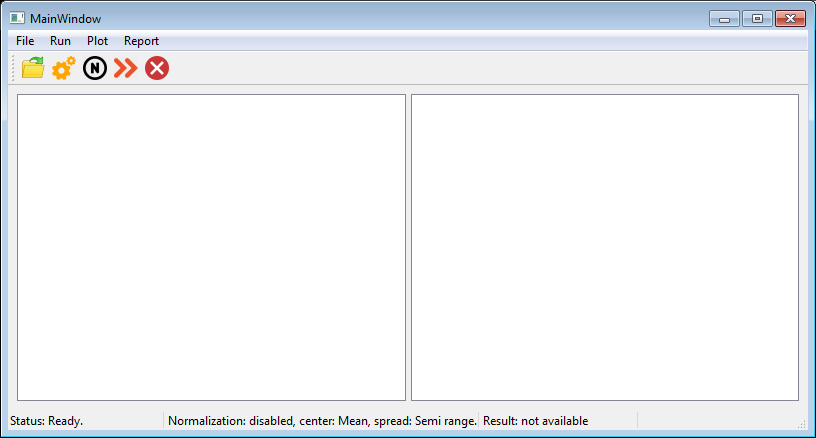 MainWindow
File Run Plot Report
N
Status: Ready. Normalization: disabled, center: Mean, spread: Semi range. Result: not available